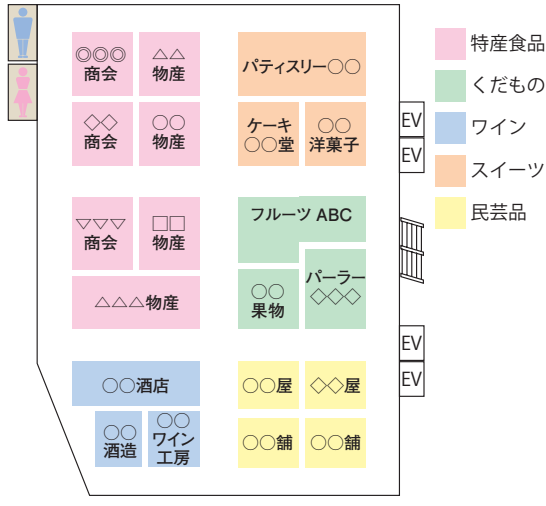 ◎◎◎
商会
△△
物産
パティスリー○○
◇◇
商会
○○
物産
ケーキ
○○堂
○○
洋菓子
▽▽▽
商会
□□
物産
フルーツ ABC
△△△物産
○○
果物
パーラー
◇◇◇
○○酒店
○○屋
◇◇屋
○○
酒造
○○
ワイン
工房
○○舗
○○舗
EV
EV
EV
EV
特産食品
くだもの
ワイン
スイーツ
民芸品